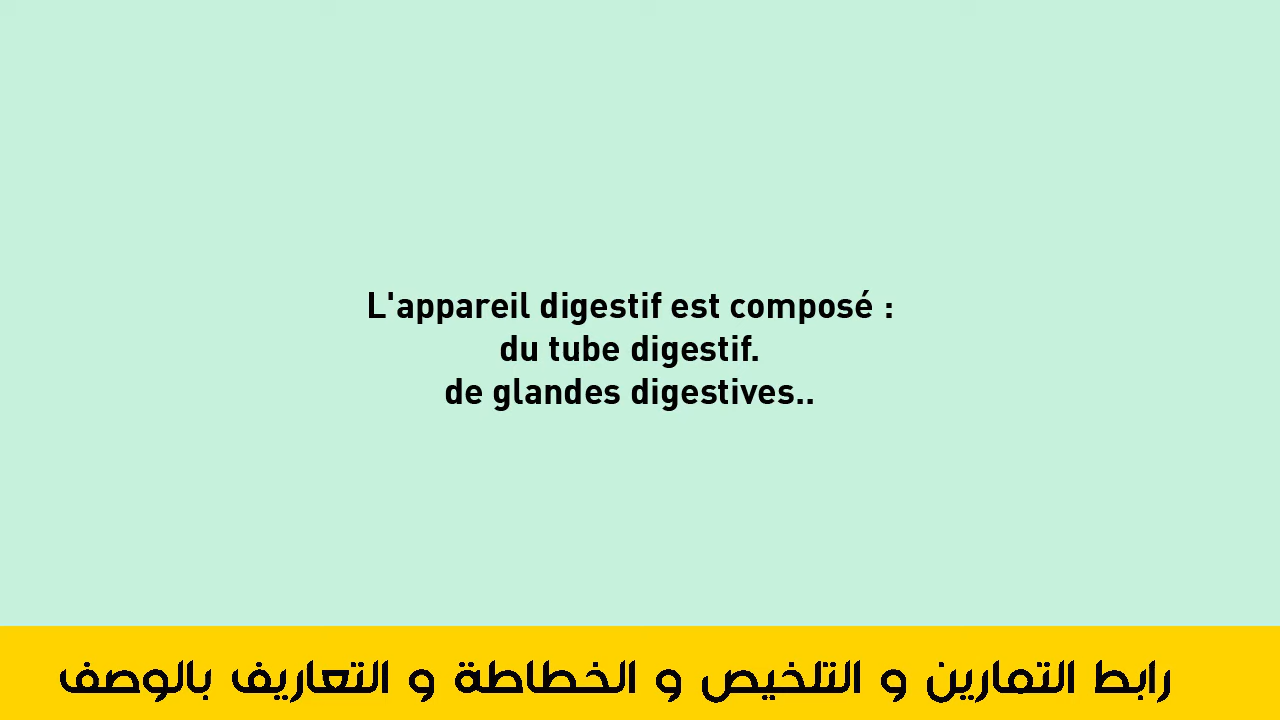 L'appareil digestif est composé :
du tube digestif.
de glandes digestives..
رابط التمارين و التلخيص و الخطاطة و التعاريف بالوصف